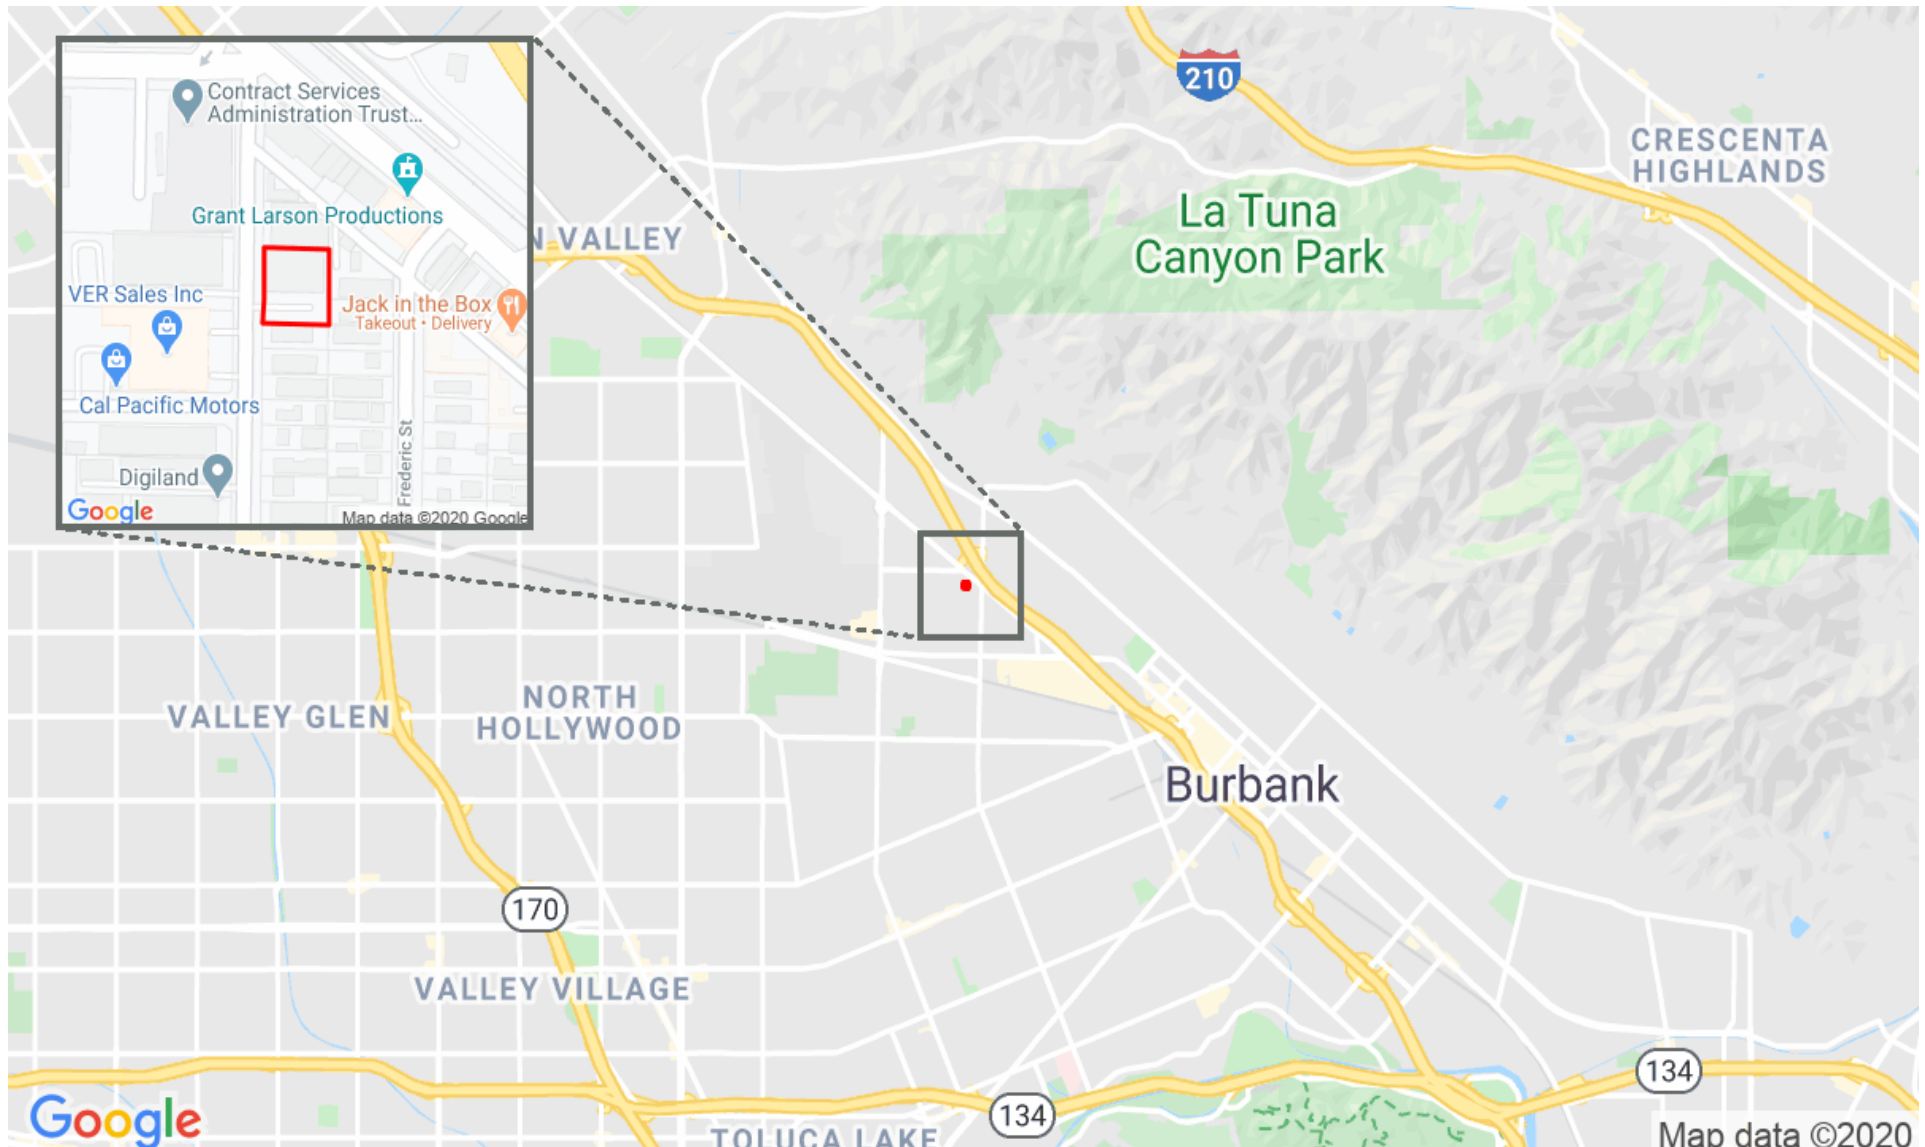 210
CRESCENTA
HIGHLANDS
Contract Services
Administration Trust...
Grant Larson Productions
La Tuna
Canyon Park
N VALLEY
VER Sales Inc
Jack in the Box
Takeout • Delivery
Cal Pacific Motors
Frederic St
Digiland
Google
Map data ©2020 Google
1
NORTH
HOLLYWOOD
VALLEY GLEN
Burbank
170
VALLEY VILLAGE
134
134
Google
TOLUCA LAKE
Map data ©2020